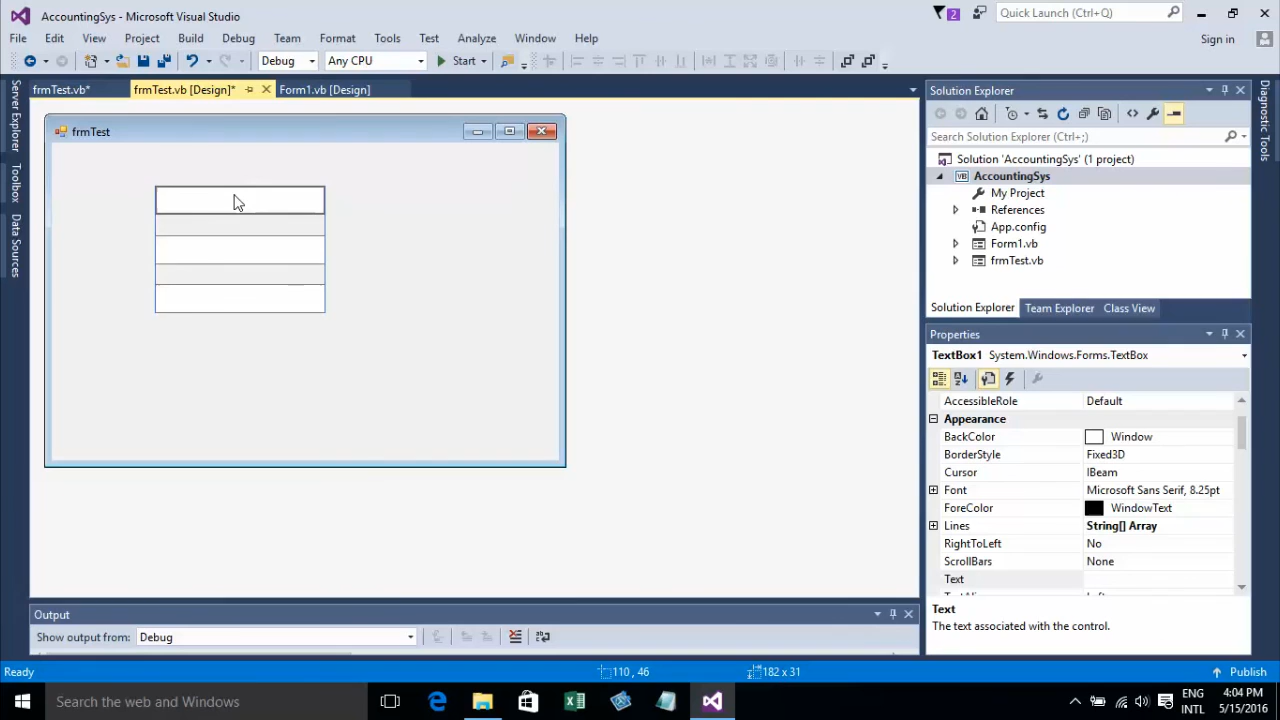 AccountingSys - Microsoft Visual Studio
2
Quick Launch (Ctrl+Q)
File Edit View Project Build Debug Team Format Tools Test Analyze Window Help
Sign in
Debug Any CPU Start
frmTest.vb* frmTest.vb [Design]* Form1.vb [Design]
Server Explorer
Toolbox
Data Sources
frmTest
Solution Explorer
Search Solution Explorer (Ctrl+;)
Solution 'AccountingSys' (1 project)
VB AccountingSys
My Project
References
App.config
Form1.vb
frmTest.vb
Solution Explorer Team Explorer Class View
Diagnostic Tools
Properties
TextBox1 System.Windows.Forms.TextBox
AccessibleRole Default
Appearance
BackColor Window
BorderStyle Fixed3D
Cursor IBeam
Font Microsoft Sans Serif, 8.25pt
ForeColor WindowText
Lines String[] Array
RightToLeft No
ScrollBars None
Text
Text
The text associated with the control.
Output
Show output from: Debug
Ready 110 , 46 182 x 31 Publish
Search the web and Windows
ENG
INTL
4:04 PM
5/15/2016